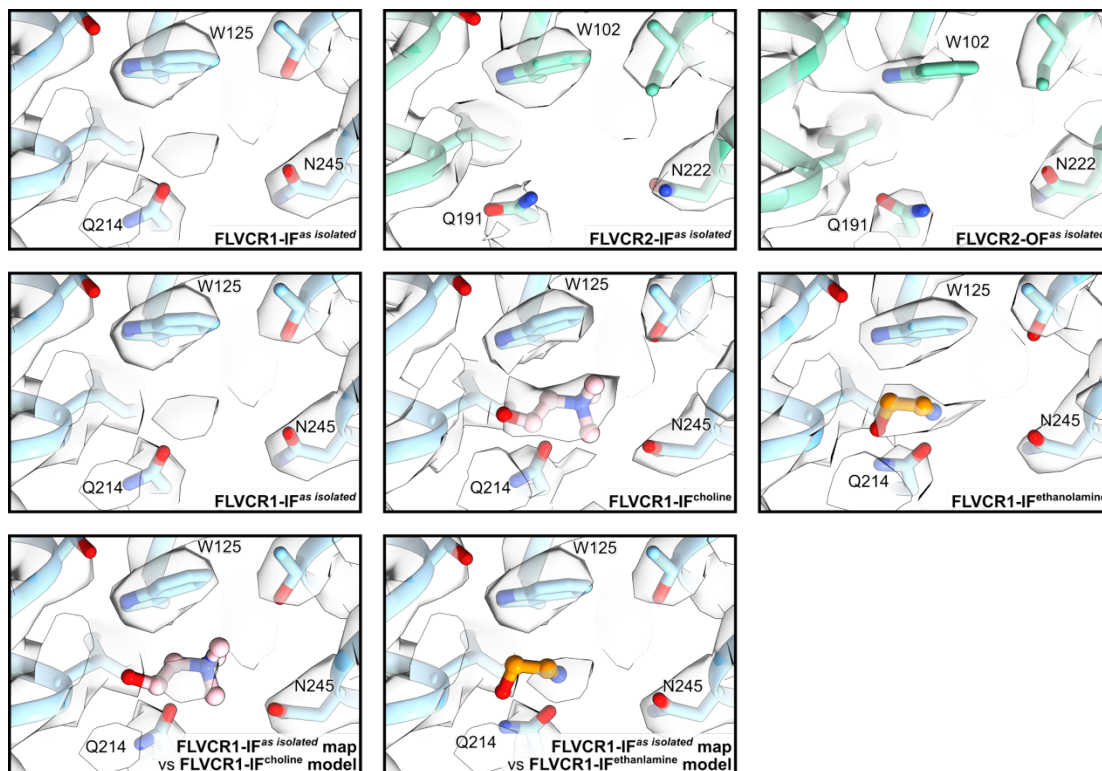 W125
N245
Q214
FLVCR1-IFas isolated
W102
N222
Q191
FLVCR2-IFas isolated
W102
N222
Q191
FLVCR2-OFas isolated
W125
N245
Q214
FLVCR1-IFas isolated
W125
N245
Q214
FLVCR1-IFcholine
W125
N245
Q214
FLVCR1-IFethanolamine
W125
N245
Q214
FLVCR1-IFas isolated map
vs FLVCR1-IFcholine model
W125
N245
Q214
FLVCR1-IFas isolated map
vs FLVCR1-IFethanlamine model